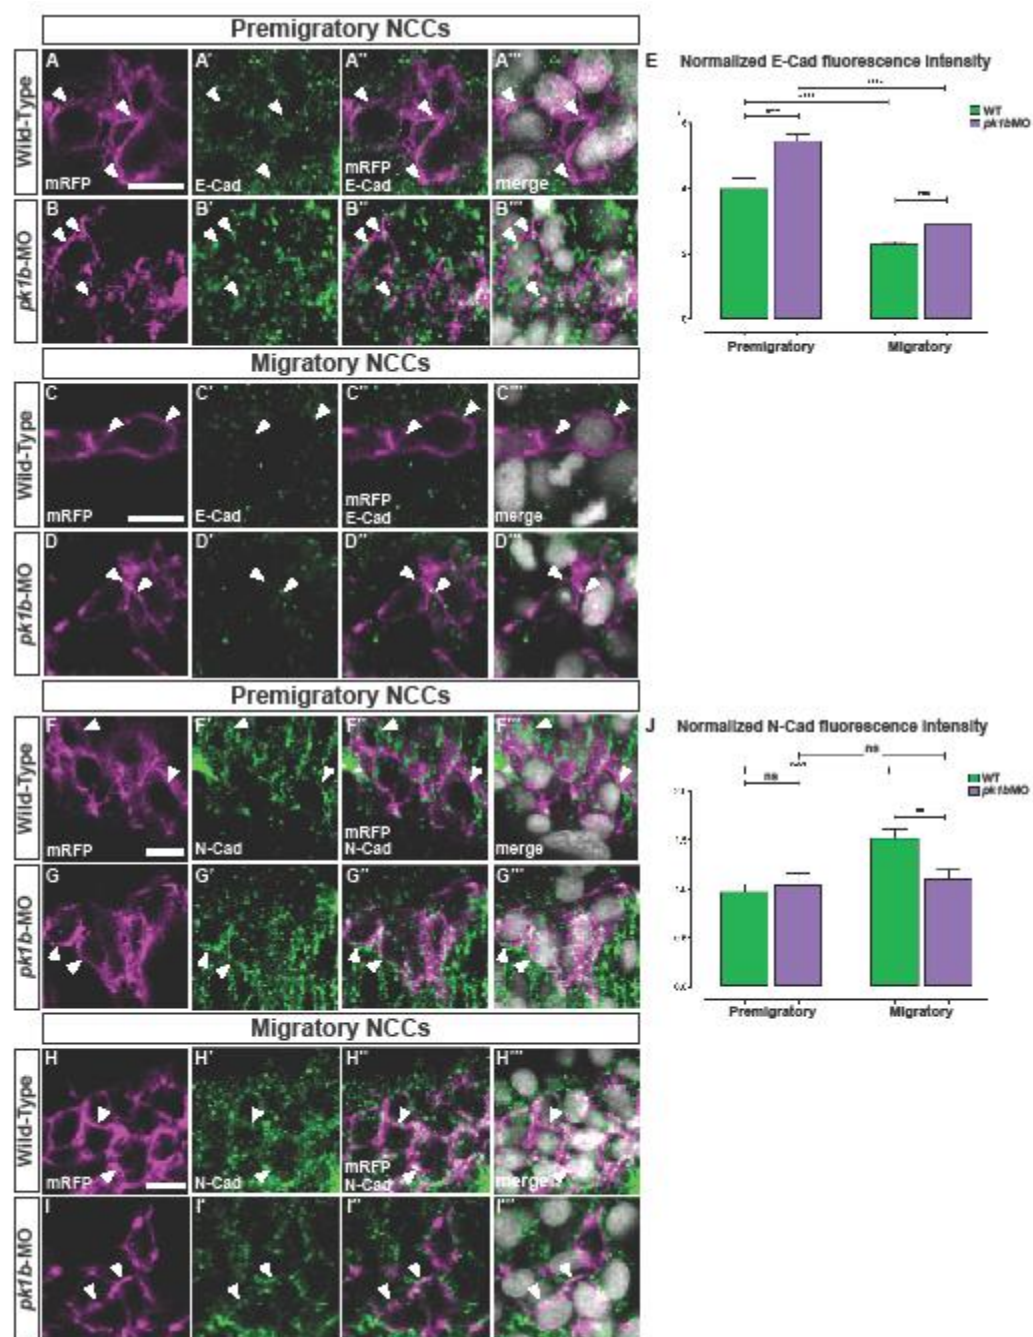 Premigratory NCCs
Wild-Type
A
A'
A''
A'''
mRFP
E-Cad
mRFP
E-Cad
merge
pk1b-MO
B
B'
B''
B'''
Migratory NCCs
Wild-Type
C
C'
C''
C'''
mRFP
E-Cad
mRFP
E-Cad
merge
pk1b-MO
D
D'
D''
D'''
E
Normalized E-Cad fluorescence intensity
WT
pk1bMO
ns
Premigratory
Migratory
Premigratory NCCs
Wild-Type
F
F'
F''
F'''
mRFP
N-Cad
mRFP
N-Cad
merge
pk1b-MO
G
G'
G''
G'''
Migratory NCCs
Wild-Type
H
H'
H''
H'''
mRFP
N-Cad
mRFP
N-Cad
merge
pk1b-MO
I
I'
I''
I'''
J
Normalized N-Cad fluorescence intensity
ns
ns
WT
pk1bMO
Premigratory
Migratory